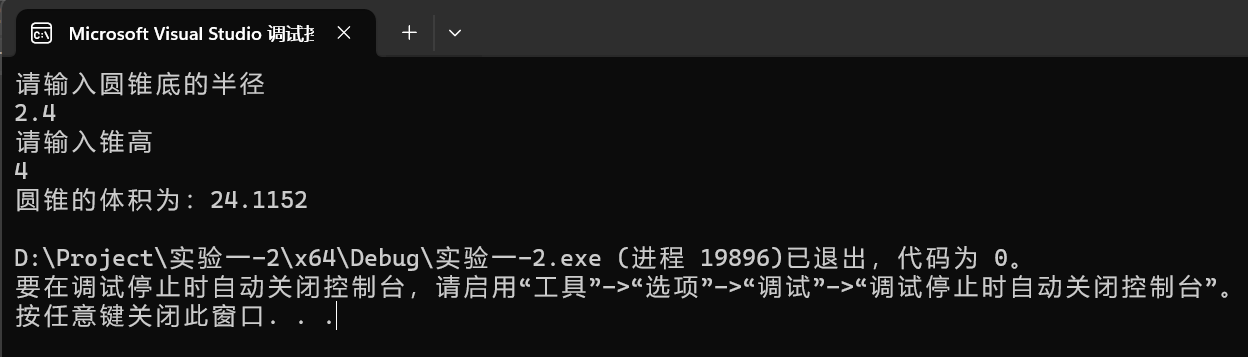 Microsoft Visual Studio 调试
请输入圆锥底的半径
2.4
请输入锥高
4
圆锥的体积为：24.1152
D:\Project\实验一-2\x64\Debug\实验一-2.exe (进程 19896)已退出，代码为 0。
要在调试停止时自动关闭控制台，请启用“工具”->“选项”->“调试”->“调试停止时自动关闭控制台”。
按任意键关闭此窗口. . .